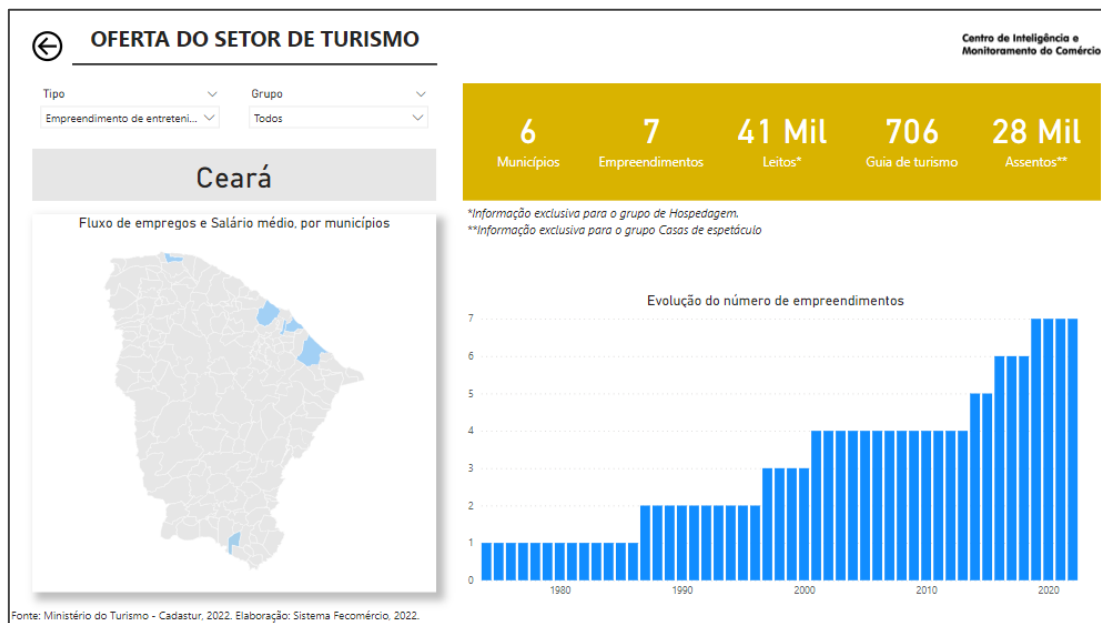 OFERTA DO SETOR DE TURISMO
Centro de Inteligência e
Monitoramento do Comércio
Tipo
Grupo
Empreendimento de entreteni...
Todos
6
Municípios
7
Empreendimentos
41 Mil
Leitos*
706
Guia de turismo
28 Mil
Assentos**
Ceará
*Informação exclusiva para o grupo de Hospedagem.
**Informação exclusiva para o grupo Casas de espetáculo
Fluxo de empregos e Salário médio, por municípios
Evolução do número de empreendimentos
7
6
5
4
3
2
1
0
1980
1990
2000
2010
2020
Fonte: Ministério do Turismo - Cadastur, 2022. Elaboração: Sistema Fecomércio, 2022.